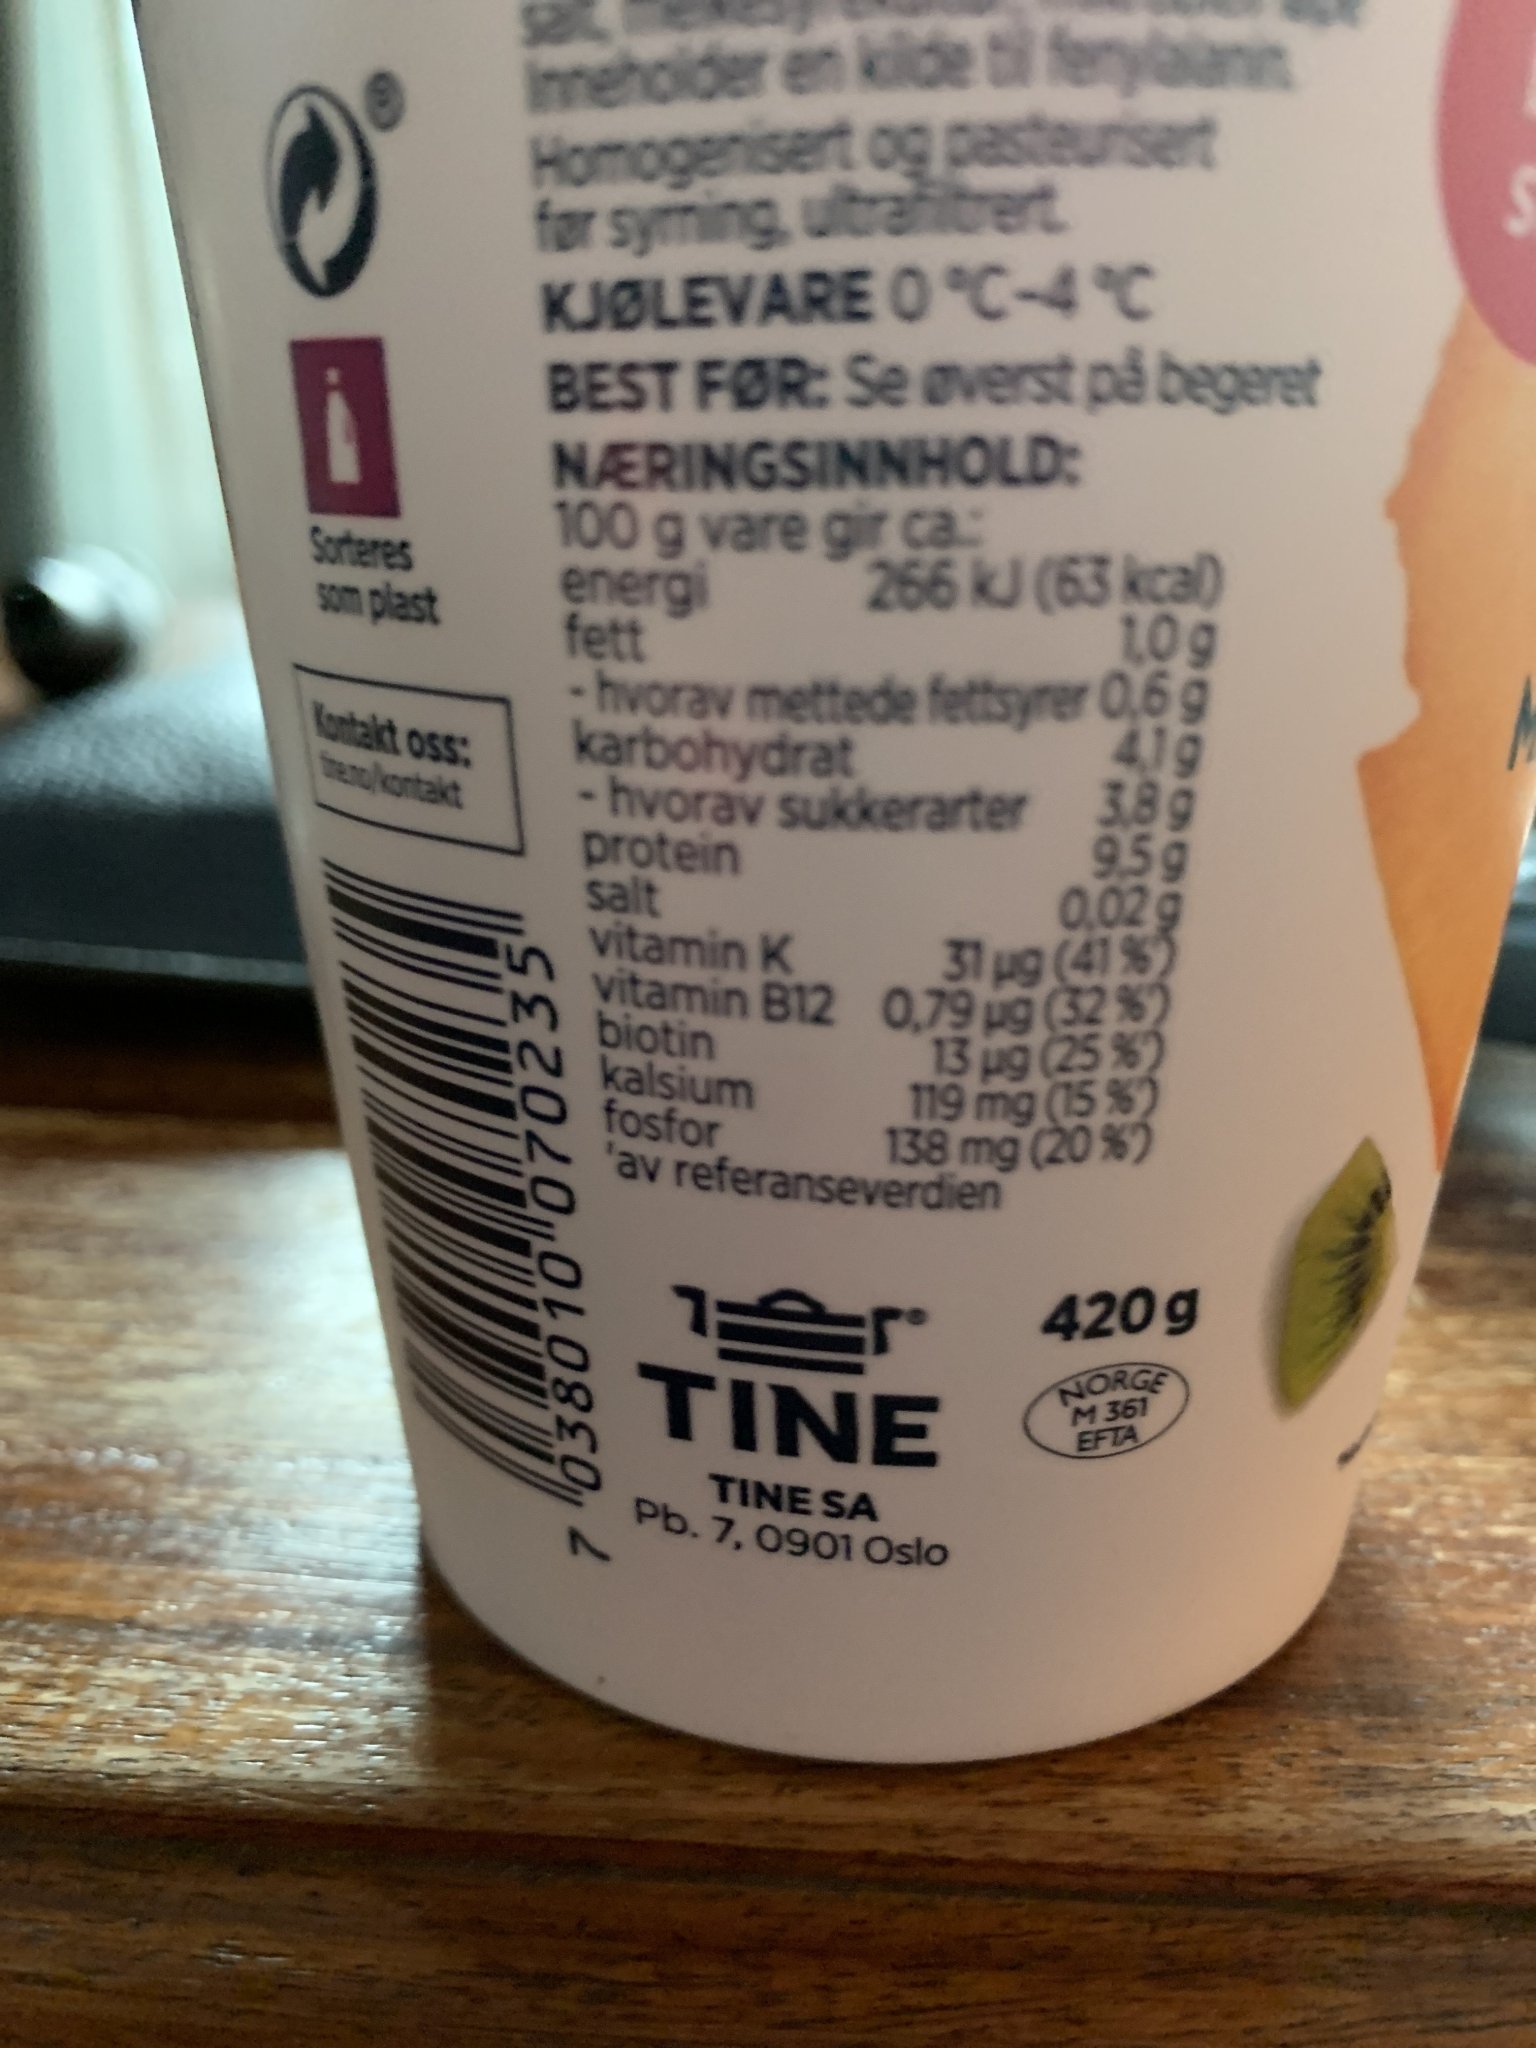 Inneholder en kilde til fenylalanin.
Homogenisert og pasteurisert
før syrning, ultrafiltrert.
KJØLEVARE 0 °C-4 °C
BEST FØR: Se øverst på begeret
NÆRINGSINNHOLD:
100 g vare gir ca.:
energi 266 kJ (63 kcal)
fett 1,0 g
- hvorav mettede fettsyrer 0,6 g
karbohydrat 4,1 g
- hvorav sukkerarter 3,8 g
protein 9,5 g
salt 0,02 g
vitamin K 31 µg (41 %*)
vitamin B12 0,79 µg (32 %*)
biotin 13 µg (25 %*)
kalsium 119 mg (15 %*)
fosfor 138 mg (20 %*)
*av referanseverdien
®
Sorteres
som plast
Kontakt oss:
tine.no/kontakt
7 038010 070235
TINE
TINE SA
Pb. 7, 0901 Oslo
420 g
NORGE
M 361
EFTA